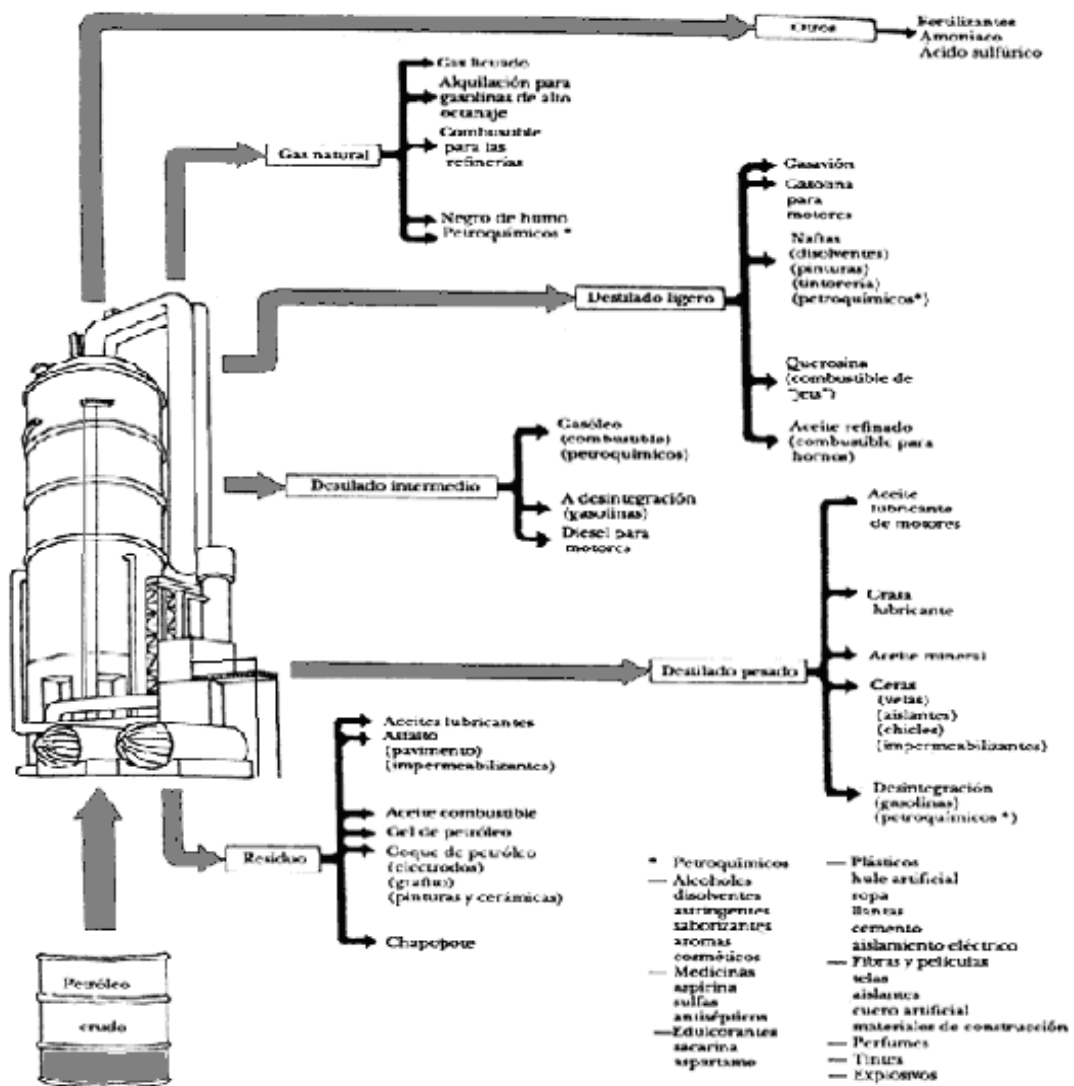 Otros
Fertilizantes
Amoniaco
Ácido sulfúrico
Gas natural
Gas licuado
Alquilación para
gasolinas de alto
octanaje
Combustible
para las
refinerías
Negro de humo
Petroquímicos *
Destilado ligero
Gasavión
Gasolina
para
motores
Naftas
(disolventes)
(pinturas)
(tintorería)
(petroquímicos*)
Querosina
(combustible de
"jets")
Aceite refinado
(combustible para
hornos)
Destilado intermedio
Gasóleo
(combustible)
(petroquímicos)
A desintegración
(gasolinas)
Diesel para
motores
Destilado pesado
Aceite
lubricante
de motores
Grasa
lubricante
Aceite mineral
Ceras
(velas)
(aislantes)
(chicles)
(impermeabilizantes)
Desintegración
(gasolinas)
(petroquímicos *)
Residuo
Aceites lubricantes
Asfalto
(pavimento)
(impermeabilizantes)
Aceite combustible
Gel de petróleo
Coque de petróleo
(electrodos)
(grafito)
(pinturas y cerámicas)
Chapopote
Petróleo
crudo
* Petroquímicos
— Alcoholes
disolventes
astringentes
saborizantes
aromas
cosméticos
— Medicinas
aspirina
sulfas
antisépticos
— Edulcorantes
sacarina
aspartamo
— Plásticos
hule artificial
ropa
llantas
cemento
aislamiento eléctrico
— Fibras y películas
telas
aislantes
cuero artificial
materiales de construcción
— Perfumes
— Tintes
— Explosivos